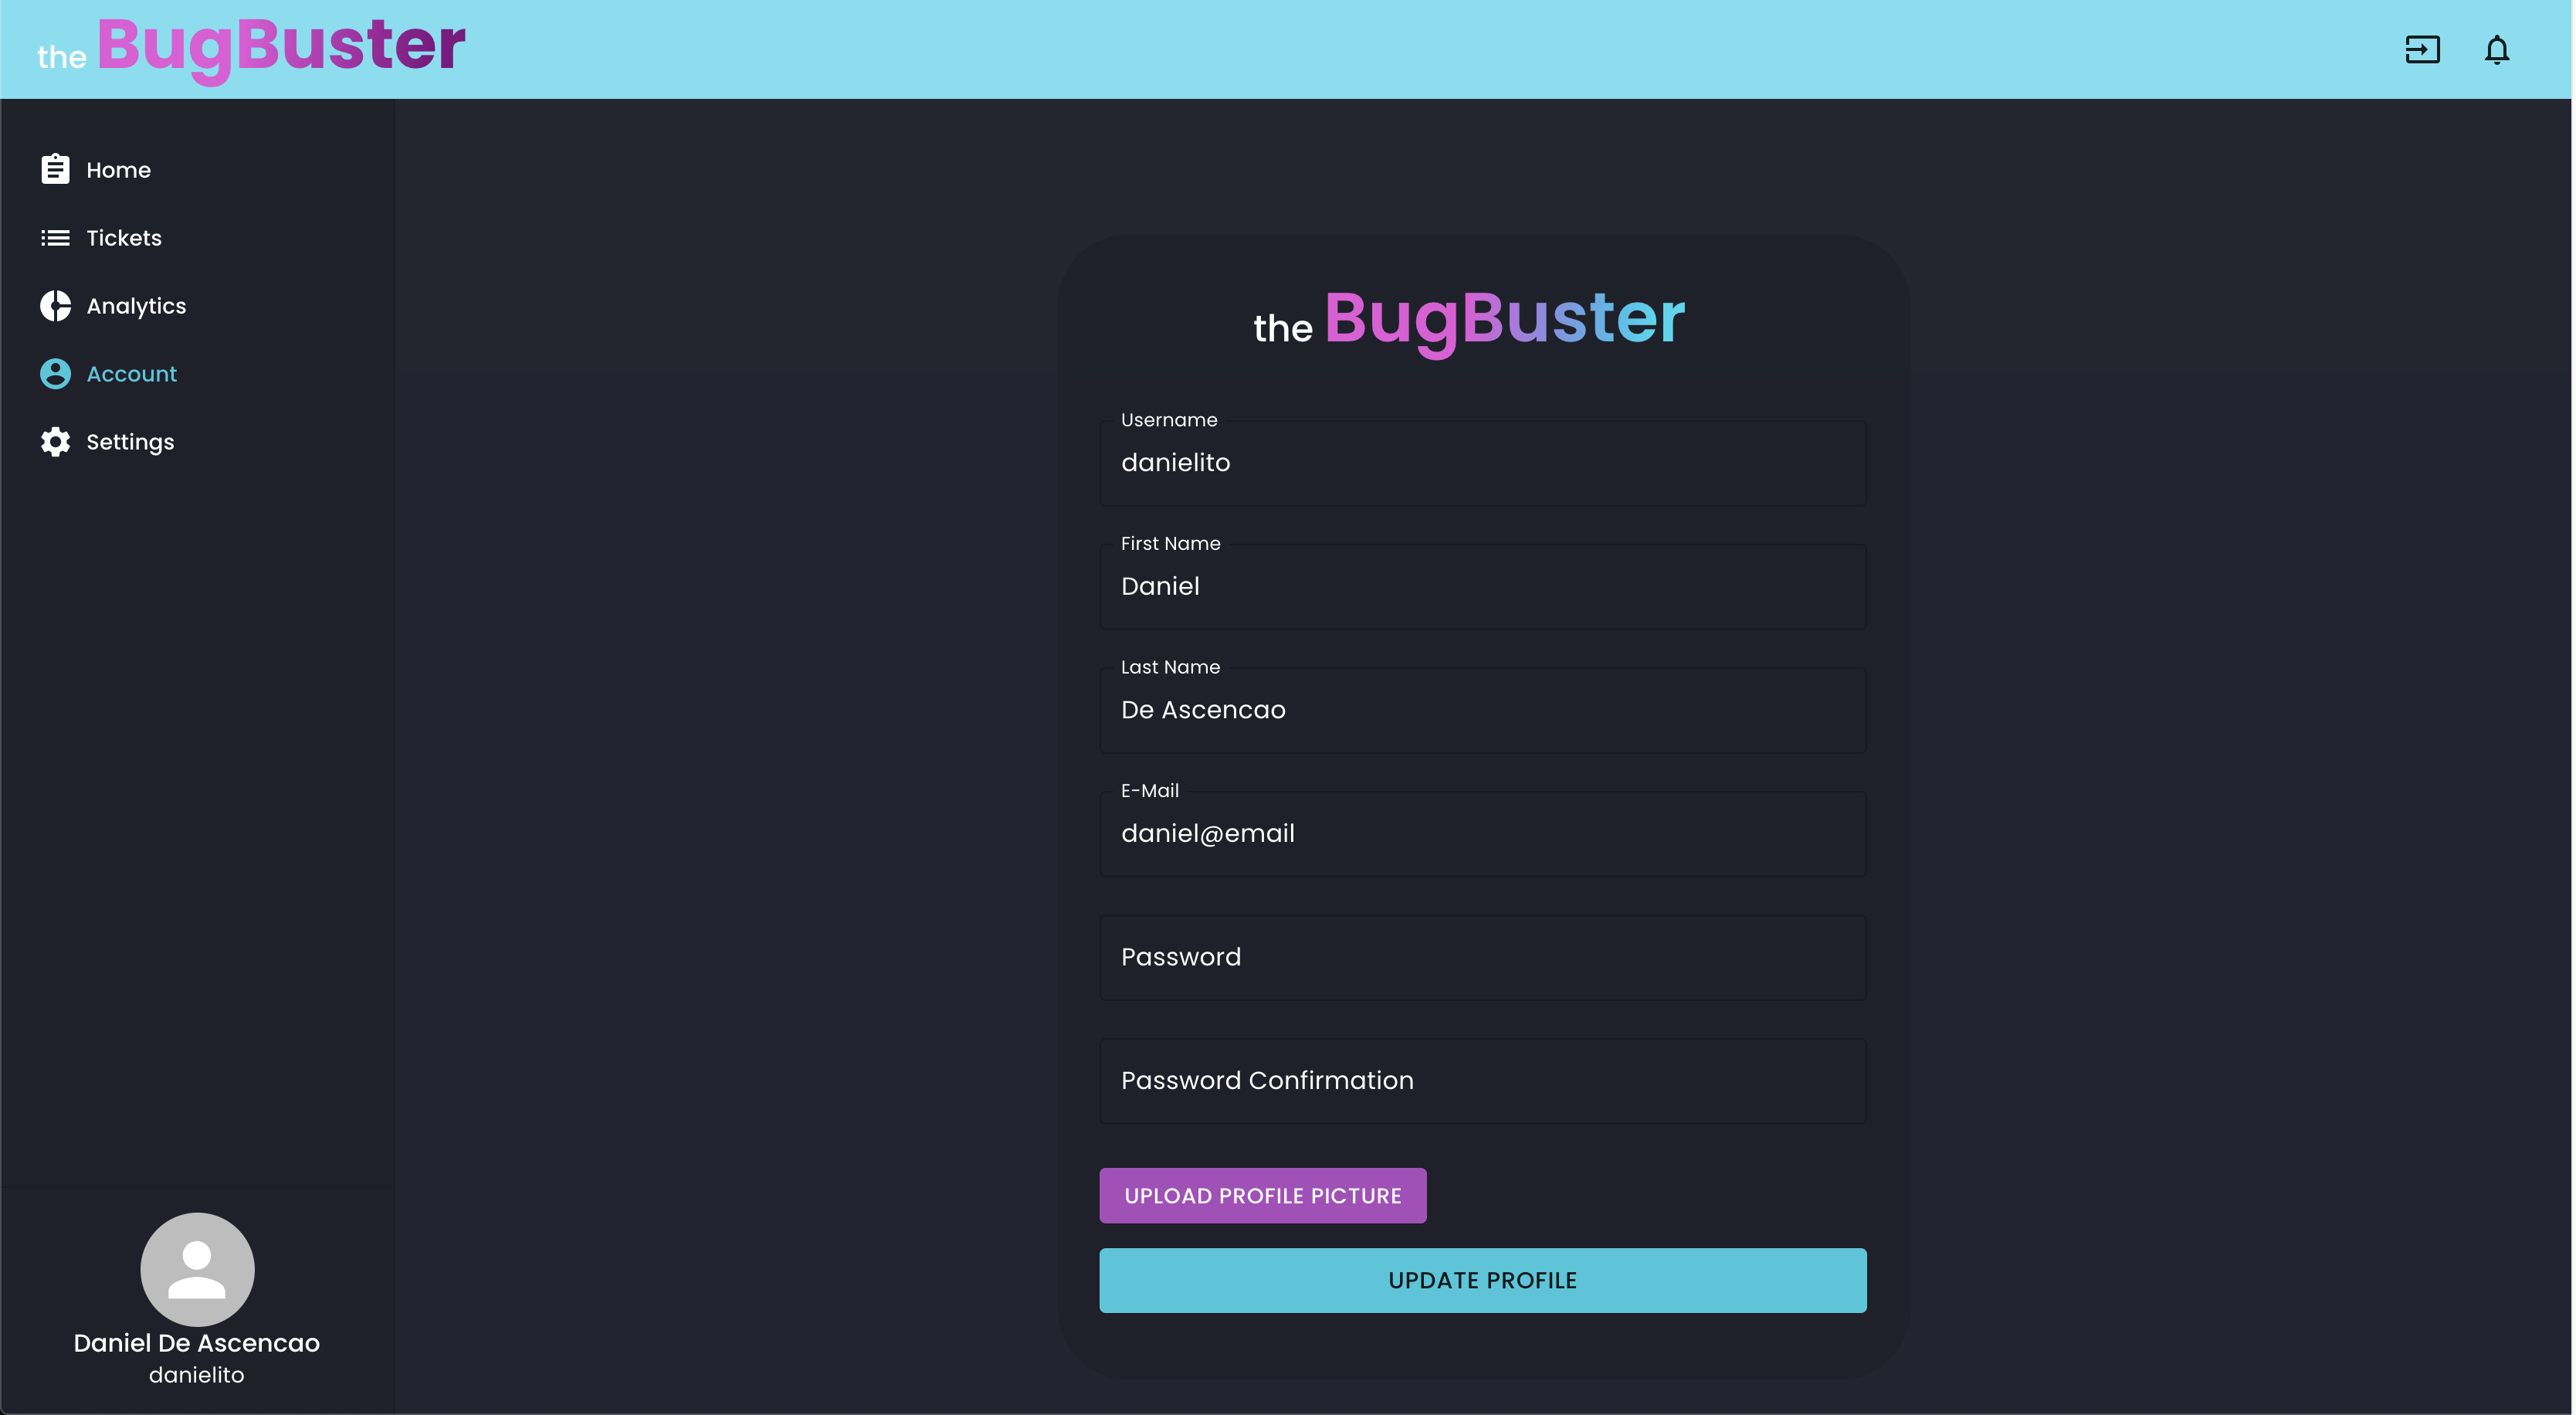 the BugBuster
Home
Tickets
Analytics
Account
Settings
Daniel De Ascencao
danielito
the BugBuster
Username
danielito
First Name
Daniel
Last Name
De Ascencao
E-Mail
daniel@email
Password
Password Confirmation
UPLOAD PROFILE PICTURE
UPDATE PROFILE